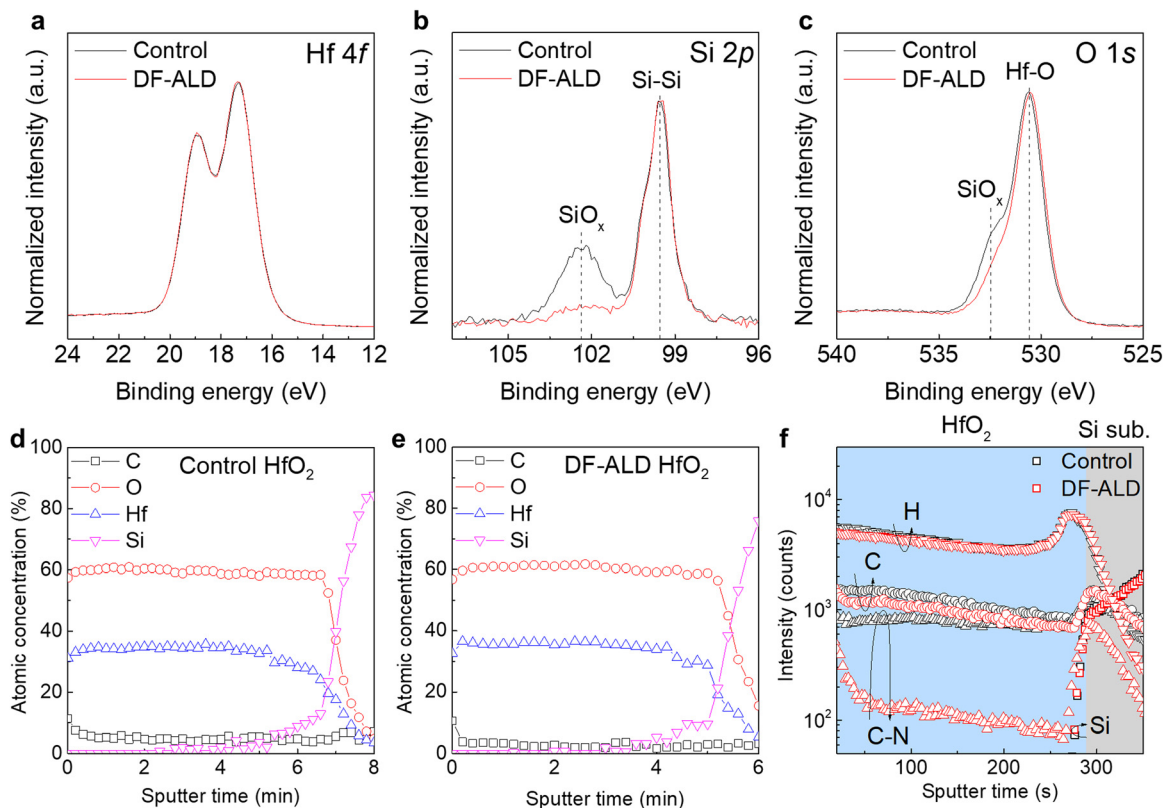 a
Control
DF-ALD
Hf 4f
Normalized intensity (a.u.)
24 22 20 18 16 14 12
Binding energy (eV)
b
Control
DF-ALD
Si 2p
Si-Si
SiOx
Normalized intensity (a.u.)
105 102 99 96
Binding energy (eV)
c
Control
DF-ALD
O 1s
Hf-O
SiOx
Normalized intensity (a.u.)
540 535 530 525
Binding energy (eV)
d
Control HfO2
C
O
Hf
Si
Atomic concentration (%)
100
80
60
40
20
0
0 2 4 6 8
Sputter time (min)
e
DF-ALD HfO2
C
O
Hf
Si
Atomic concentration (%)
100
80
60
40
20
0
0 2 4 6
Sputter time (min)
f
HfO2
Si sub.
Control
DF-ALD
H
C
C-N
Si
Intensity (counts)
10^4
10^3
10^2
100 200 300
Sputter time (s)